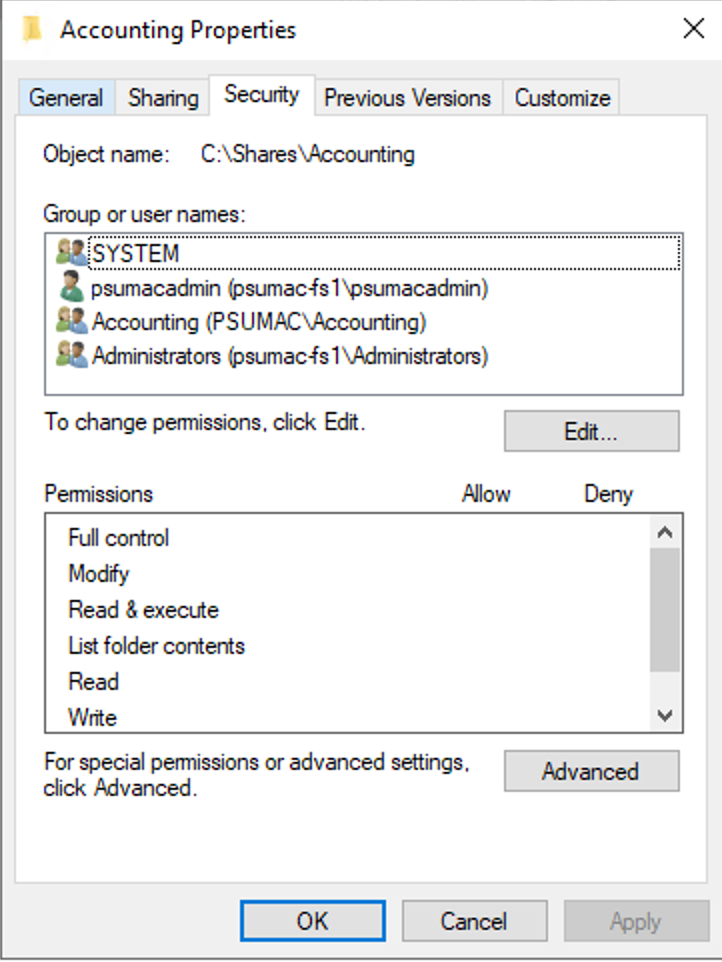 Accounting Properties
General Sharing Security Previous Versions Customize
Object name: C:\Shares\Accounting
Group or user names:
SYSTEM
psumacadmin (psumac-fs1\psumacadmin)
Accounting (PSUMAC\Accounting)
Administrators (psumac-fs1\Administrators)
To change permissions, click Edit.
Edit...
Permissions Allow Deny
Full control
Modify
Read & execute
List folder contents
Read
Write
For special permissions or advanced settings,
click Advanced.
Advanced
OK Cancel Apply